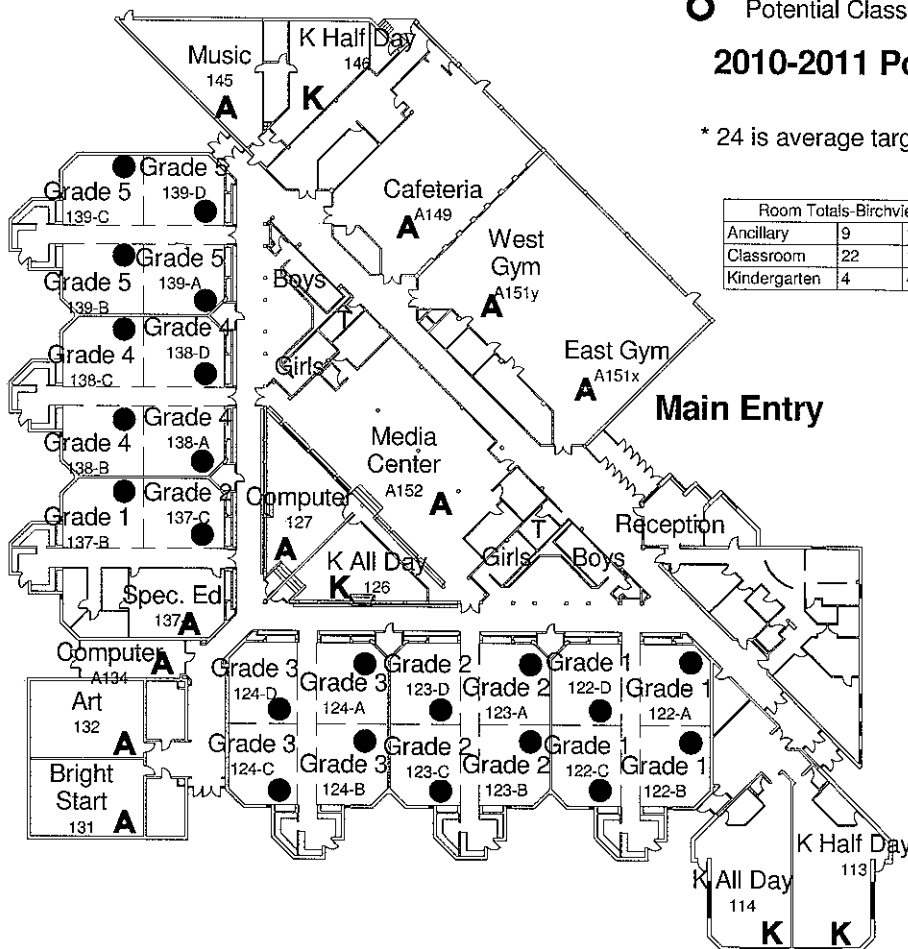 O Potential Class
2010-2011 Po
* 24 is average targ
Room Totals-Birchvie
Ancillary 9
Classroom 22
Kindergarten 4
Music
145
A
K Half Day
146
K
Grade 5
139-C
Grade 5
139-D
Grade 5
139-B
Grade 5
139-A
Cafeteria
A149
A
West
Gym
A151y
A
East Gym
A151x
A
Main Entry
Boys
T
Girls
Grade 4
138-C
Grade 4
138-D
Grade 4
138-B
Grade 4
138-A
Media
Center
A152
A
Computer
127
A
K All Day
126
K
Grade 1
137-B
Grade 2
137-C
Spec. Ed
137-
A
Girls
T
Boys
Reception
Computer
A134
A
Art
132
A
Bright
Start
131
A
Grade 3
124-D
Grade 3
124-A
Grade 3
124-C
Grade 3
124-B
Grade 2
123-D
Grade 2
123-A
Grade 2
123-C
Grade 2
123-B
Grade 1
122-D
Grade 1
122-A
Grade 1
122-C
Grade 1
122-B
K All Day
114
K
K Half Day
113
K